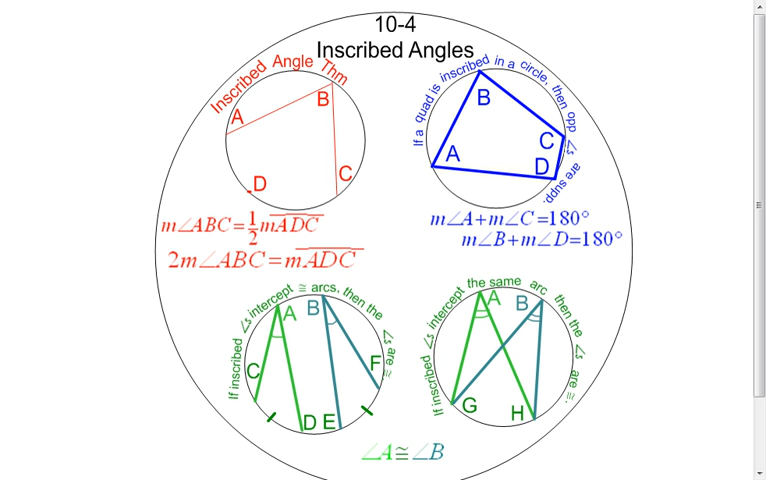 10-4
Inscribed Angles
Inscribed Angle Thm
A
B
C
D
m∠ABC=½mADC
2m∠ABC=mADC
If a quad is inscribed in a circle, then opp ∠s are supp.
B
A
C
D
m∠A+m∠C=180°
m∠B+m∠D=180°
If inscribed ∠s intercept ≅ arcs, then the ∠s are ≅
A
B
C
F
D
E
If inscribed ∠s intercept the same arc then the ∠s are ≅.
A
B
G
H
∠A≅∠B